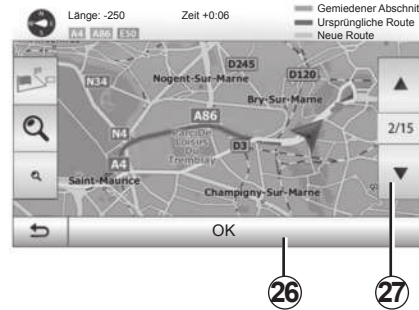 Länge: -250 Zeit +0:06
Gemiedener Abschnit
Ursprüngliche Route
Neue Route
A4 A86 E50
D245
N34
Nogent-Sur-Marne
D120
Bry-Sur-Marne
A86
2/15
N4
Parc De
Loisirs
Du
Tremblay
D3
A4
Saint-Maurice
Champigny-Sur-Marne
OK
26
27